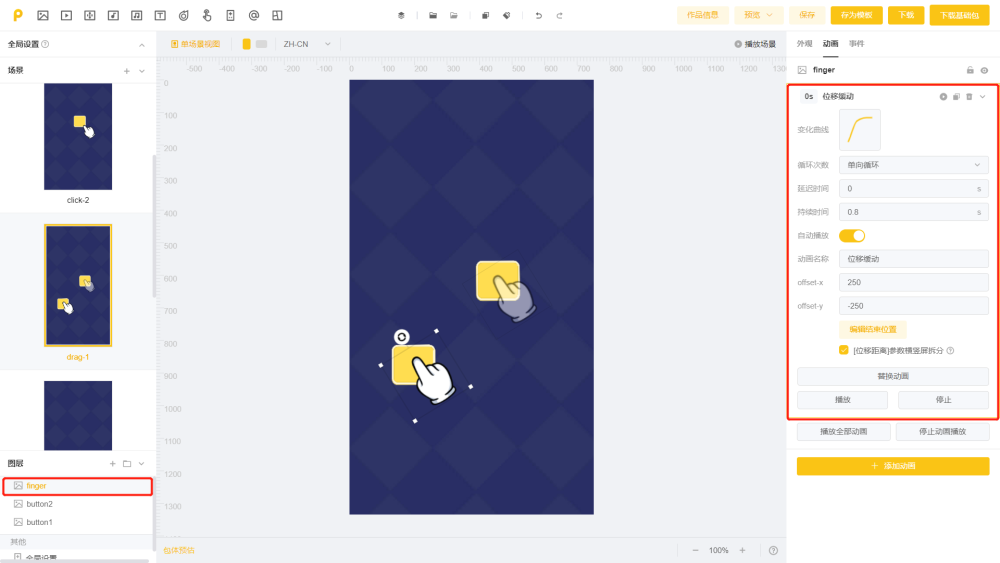 作品信息
预览
保存
存为模板
下载
下载基础包
全局设置
单场景视图
ZH-CN
播放场景
外观 动画 事件
场景
finger
-500 -400 -300 -200 -100 0 100 200 300 400 500 600 700 800 900 1000 1100 1200 1300
0
100
200
300
400
500
600
700
800
900
1000
1100
1200
1300
click-2
drag-1
图层
finger
button2
button1
其他
全局设置
包体预估
100%
0s 位移缓动
变化曲线
循环次数 单向循环
延迟时间 0 s
持续时间 0.8 s
自动播放
动画名称 位移缓动
offset-x 250
offset-y -250
编辑结束位置
[位移距离]参数横竖屏拆分
替换动画
播放 停止
播放全部动画 停止动画播放
+ 添加动画